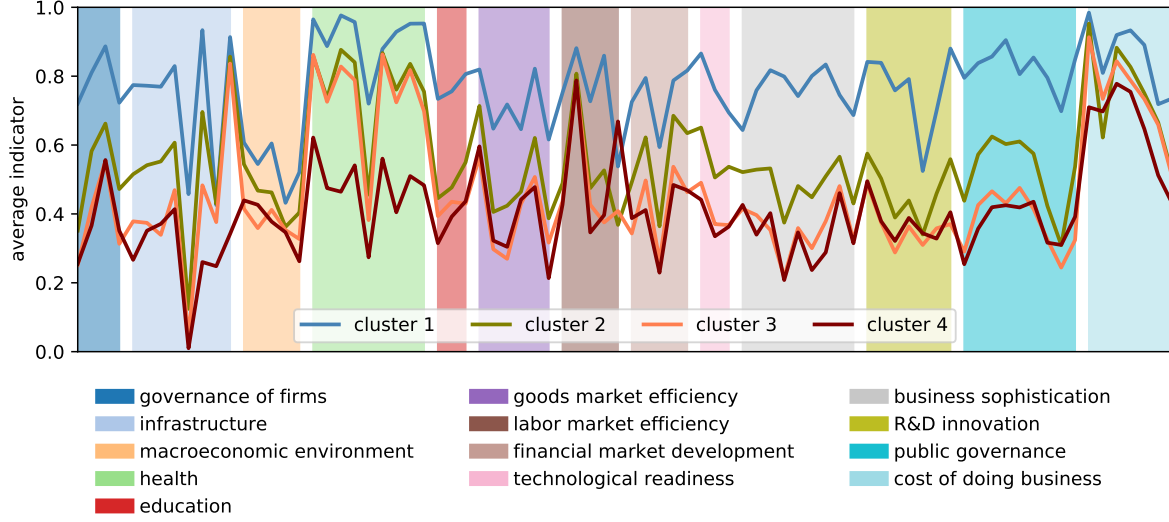 1.0
0.8
0.6
0.4
0.2
0.0
average indicator
cluster 1 cluster 2 cluster 3 cluster 4
governance of firms
infrastructure
macroeconomic environment
health
education
goods market efficiency
labor market efficiency
financial market development
technological readiness
business sophistication
R&D innovation
public governance
cost of doing business